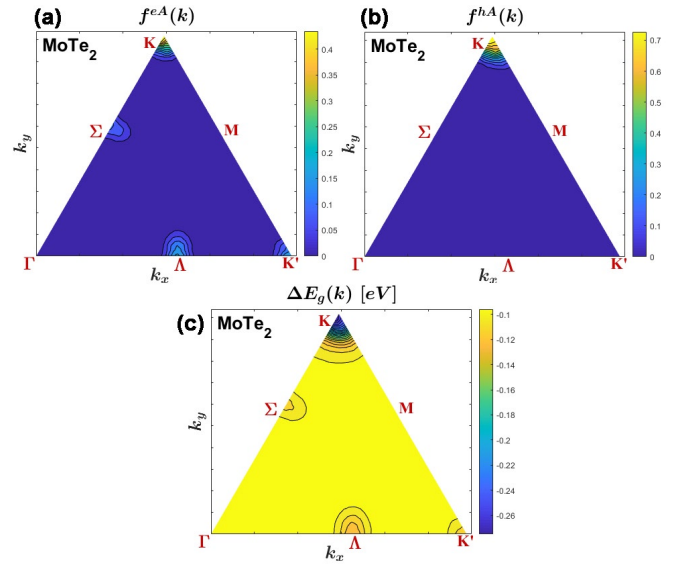 (a) f^{eA}(k)
MoTe₂
K
Σ
M
Γ
Λ
K'
k_y
k_x
0.4
0.35
0.3
0.25
0.2
0.15
0.1
0.05
0
(b) f^{hA}(k)
MoTe₂
K
Σ
M
Λ
Γ
K'
k_y
k_x
0.7
0.6
0.5
0.4
0.3
0.2
0.1
0
ΔE_g(k) [eV]
(c) MoTe₂
K
Σ
M
Γ
Λ
K'
k_y
k_x
-0.1
-0.12
-0.14
-0.16
-0.18
-0.2
-0.22
-0.24
-0.26